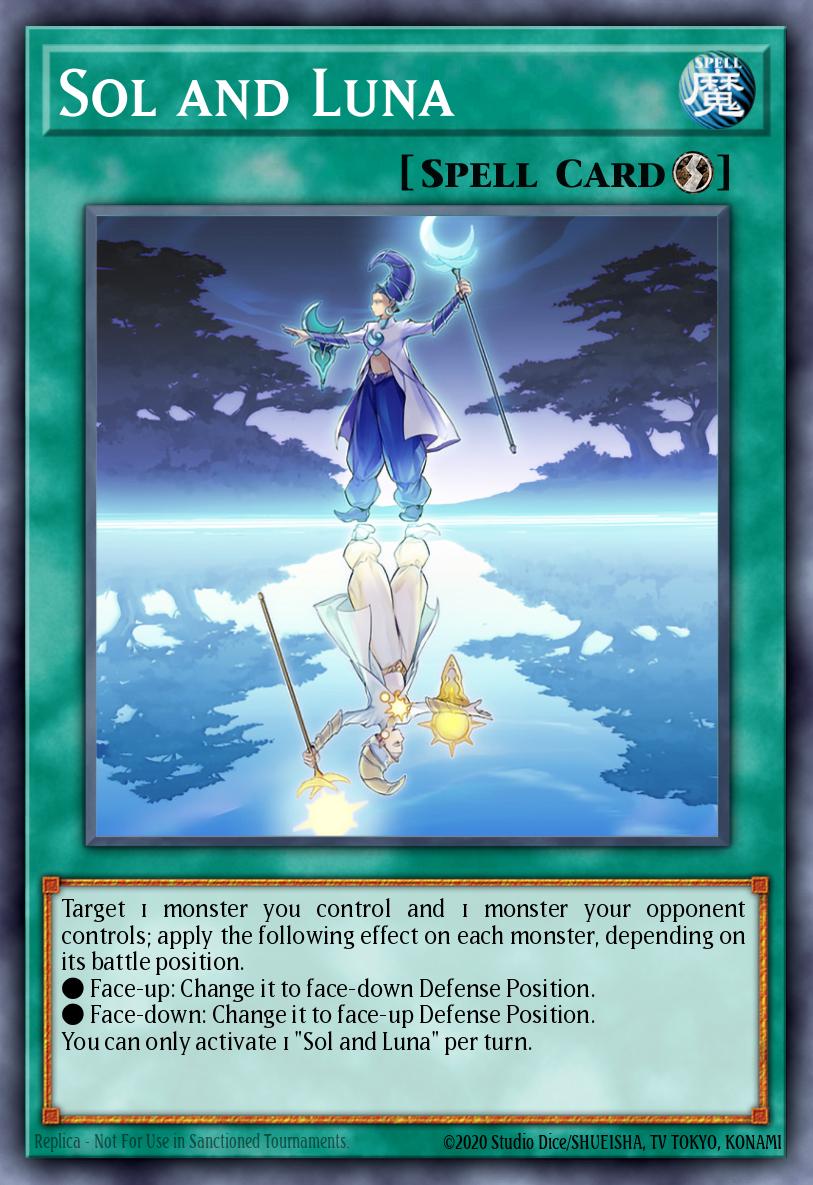 Sol and Luna
SPELL
魔
[Spell Card]
Target 1 monster you control and 1 monster your opponent
controls; apply the following effect on each monster, depending on
its battle position.
● Face-up: Change it to face-down Defense Position.
● Face-down: Change it to face-up Defense Position.
You can only activate 1 "Sol and Luna" per turn.
Replica - Not For Use in Sanctioned Tournaments.
©2020 Studio Dice/SHUEISHA, TV TOKYO, KONAMI